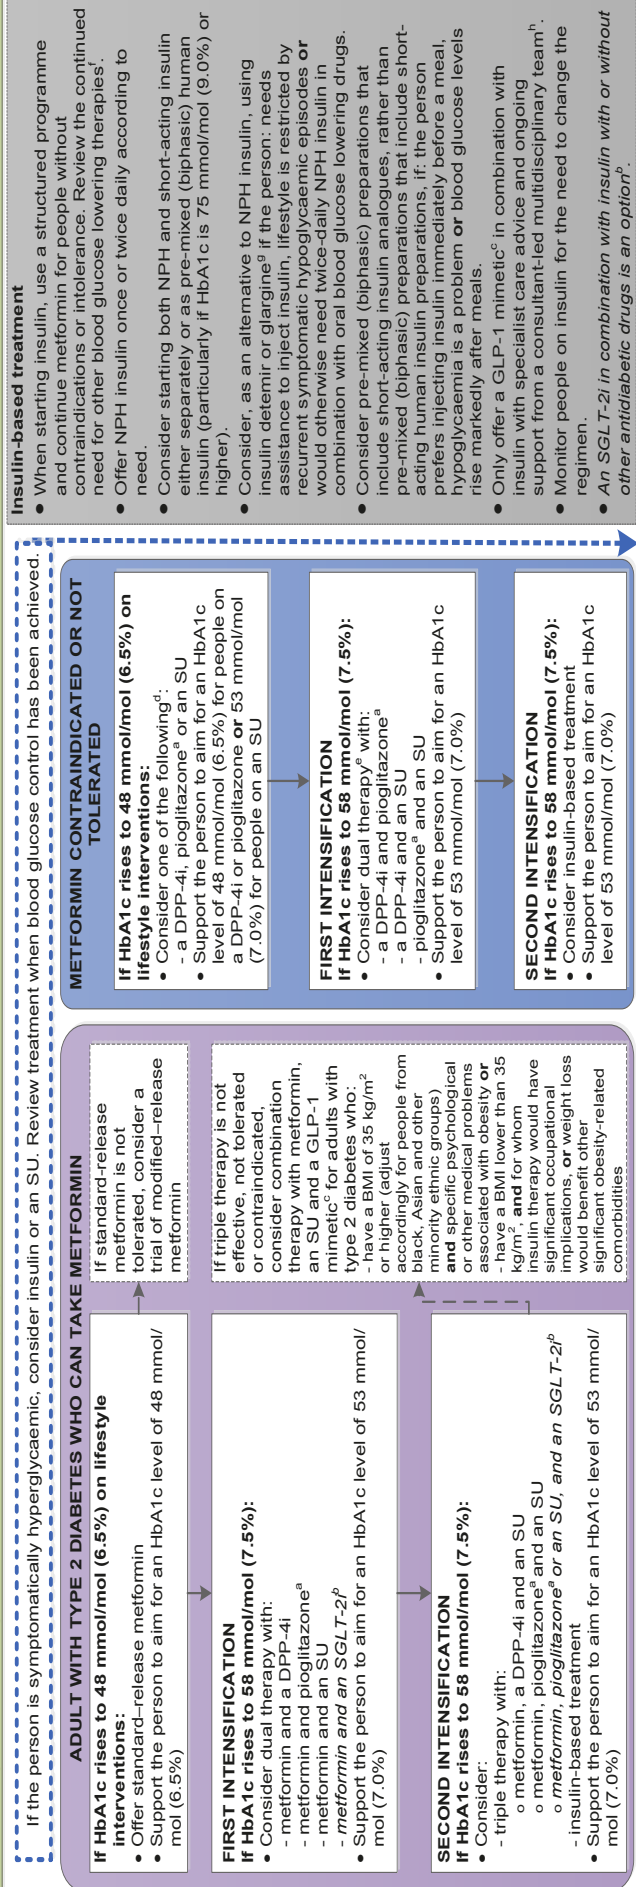 If the person is symptomatically hyperglycaemic, consider insulin or an SU. Review treatment when blood glucose control has been achieved.
ADULT WITH TYPE 2 DIABETES WHO CAN TAKE METFORMIN
If HbA1c rises to 48 mmol/mol (6.5%) on lifestyle
interventions:
● Offer standard–release metformin
● Support the person to aim for an HbA1c level of 48 mmol/
mol (6.5%)
If standard-release
metformin is not
tolerated, consider a
trial of modified–release
metformin
FIRST INTENSIFICATION
If HbA1c rises to 58 mmol/mol (7.5%):
● Consider dual therapy with:
- metformin and a DPP-4i
- metformin and pioglitazoneᵃ
- metformin and an SU
- metformin and an SGLT-2iᵇ
● Support the person to aim for an HbA1c level of 53 mmol/
mol (7.0%)
SECOND INTENSIFICATION
If HbA1c rises to 58 mmol/mol (7.5%):
● Consider:
- triple therapy with:
o metformin, a DPP-4i and an SU
o metformin, pioglitazoneᵃ and an SU
o metformin, pioglitazoneᵃ or an SU, and an SGLT-2iᵇ
- insulin-based treatment
● Support the person to aim for an HbA1c level of 53 mmol/
mol (7.0%)
If triple therapy is not
effective, not tolerated
or contraindicated,
consider combination
therapy with metformin,
an SU and a GLP-1
mimeticᶜ for adults with
type 2 diabetes who:
- have a BMI of 35 kg/m²
or higher (adjust
accordingly for people from
black, Asian and other
minority ethnic groups)
and specific psychological
or other medical problems
associated with obesity or
- have a BMI lower than 35
kg/m², and for whom
insulin therapy would have
significant occupational
implications, or weight loss
would benefit other
significant obesity-related
comorbidities
METFORMIN CONTRAINDICATED OR NOT
TOLERATED
If HbA1c rises to 48 mmol/mol (6.5%) on
lifestyle interventions:
● Consider one of the followingᵈ:
- a DPP-4i, pioglitazoneᵃ or an SU
● Support the person to aim for an HbA1c
level of 48 mmol/mol (6.5%) for people on
a DPP-4i or pioglitazone or 53 mmol/mol
(7.0%) for people on an SU
FIRST INTENSIFICATION
If HbA1c rises to 58 mmol/mol (7.5%):
● Consider dual therapyᵉ with:
- a DPP-4i and pioglitazoneᵃ
- a DPP-4i and an SU
- pioglitazoneᵃ and an SU
● Support the person to aim for an HbA1c
level of 53 mmol/mol (7.0%)
SECOND INTENSIFICATION
If HbA1c rises to 58 mmol/mol (7.5%):
● Consider insulin-based treatment
● Support the person to aim for an HbA1c
level of 53 mmol/mol (7.0%)
Insulin-based treatment
● When starting insulin, use a structured programme
and continue metformin for people without
contraindications or intolerance. Review the continued
need for other blood glucose lowering therapiesᶠ.
● Offer NPH insulin once or twice daily according to
need.
● Consider starting both NPH and short-acting insulin
either separately or as pre-mixed (biphasic) human
insulin (particularly if HbA1c is 75 mmol/mol (9.0%) or
higher).
● Consider, as an alternative to NPH insulin, using
insulin detemir or glargineᵍ if the person: needs
assistance to inject insulin, lifestyle is restricted by
recurrent symptomatic hypoglycaemic episodes or
would otherwise need twice-daily NPH insulin in
combination with oral blood glucose lowering drugs.
● Consider pre-mixed (biphasic) preparations that
include short-acting insulin analogues, rather than
pre-mixed (biphasic) preparations that include short-
acting human insulin preparations, if: the person
prefers injecting insulin immediately before a meal,
hypoglycaemia is a problem or blood glucose levels
rise markedly after meals.
● Only offer a GLP-1 mimeticᶜ in combination with
insulin with specialist care advice and ongoing
support from a consultant-led multidisciplinary teamʰ.
● Monitor people on insulin for the need to change the
regimen.
● An SGLT-2i in combination with insulin with or without
other antidiabetic drugs is an optionᵇ.